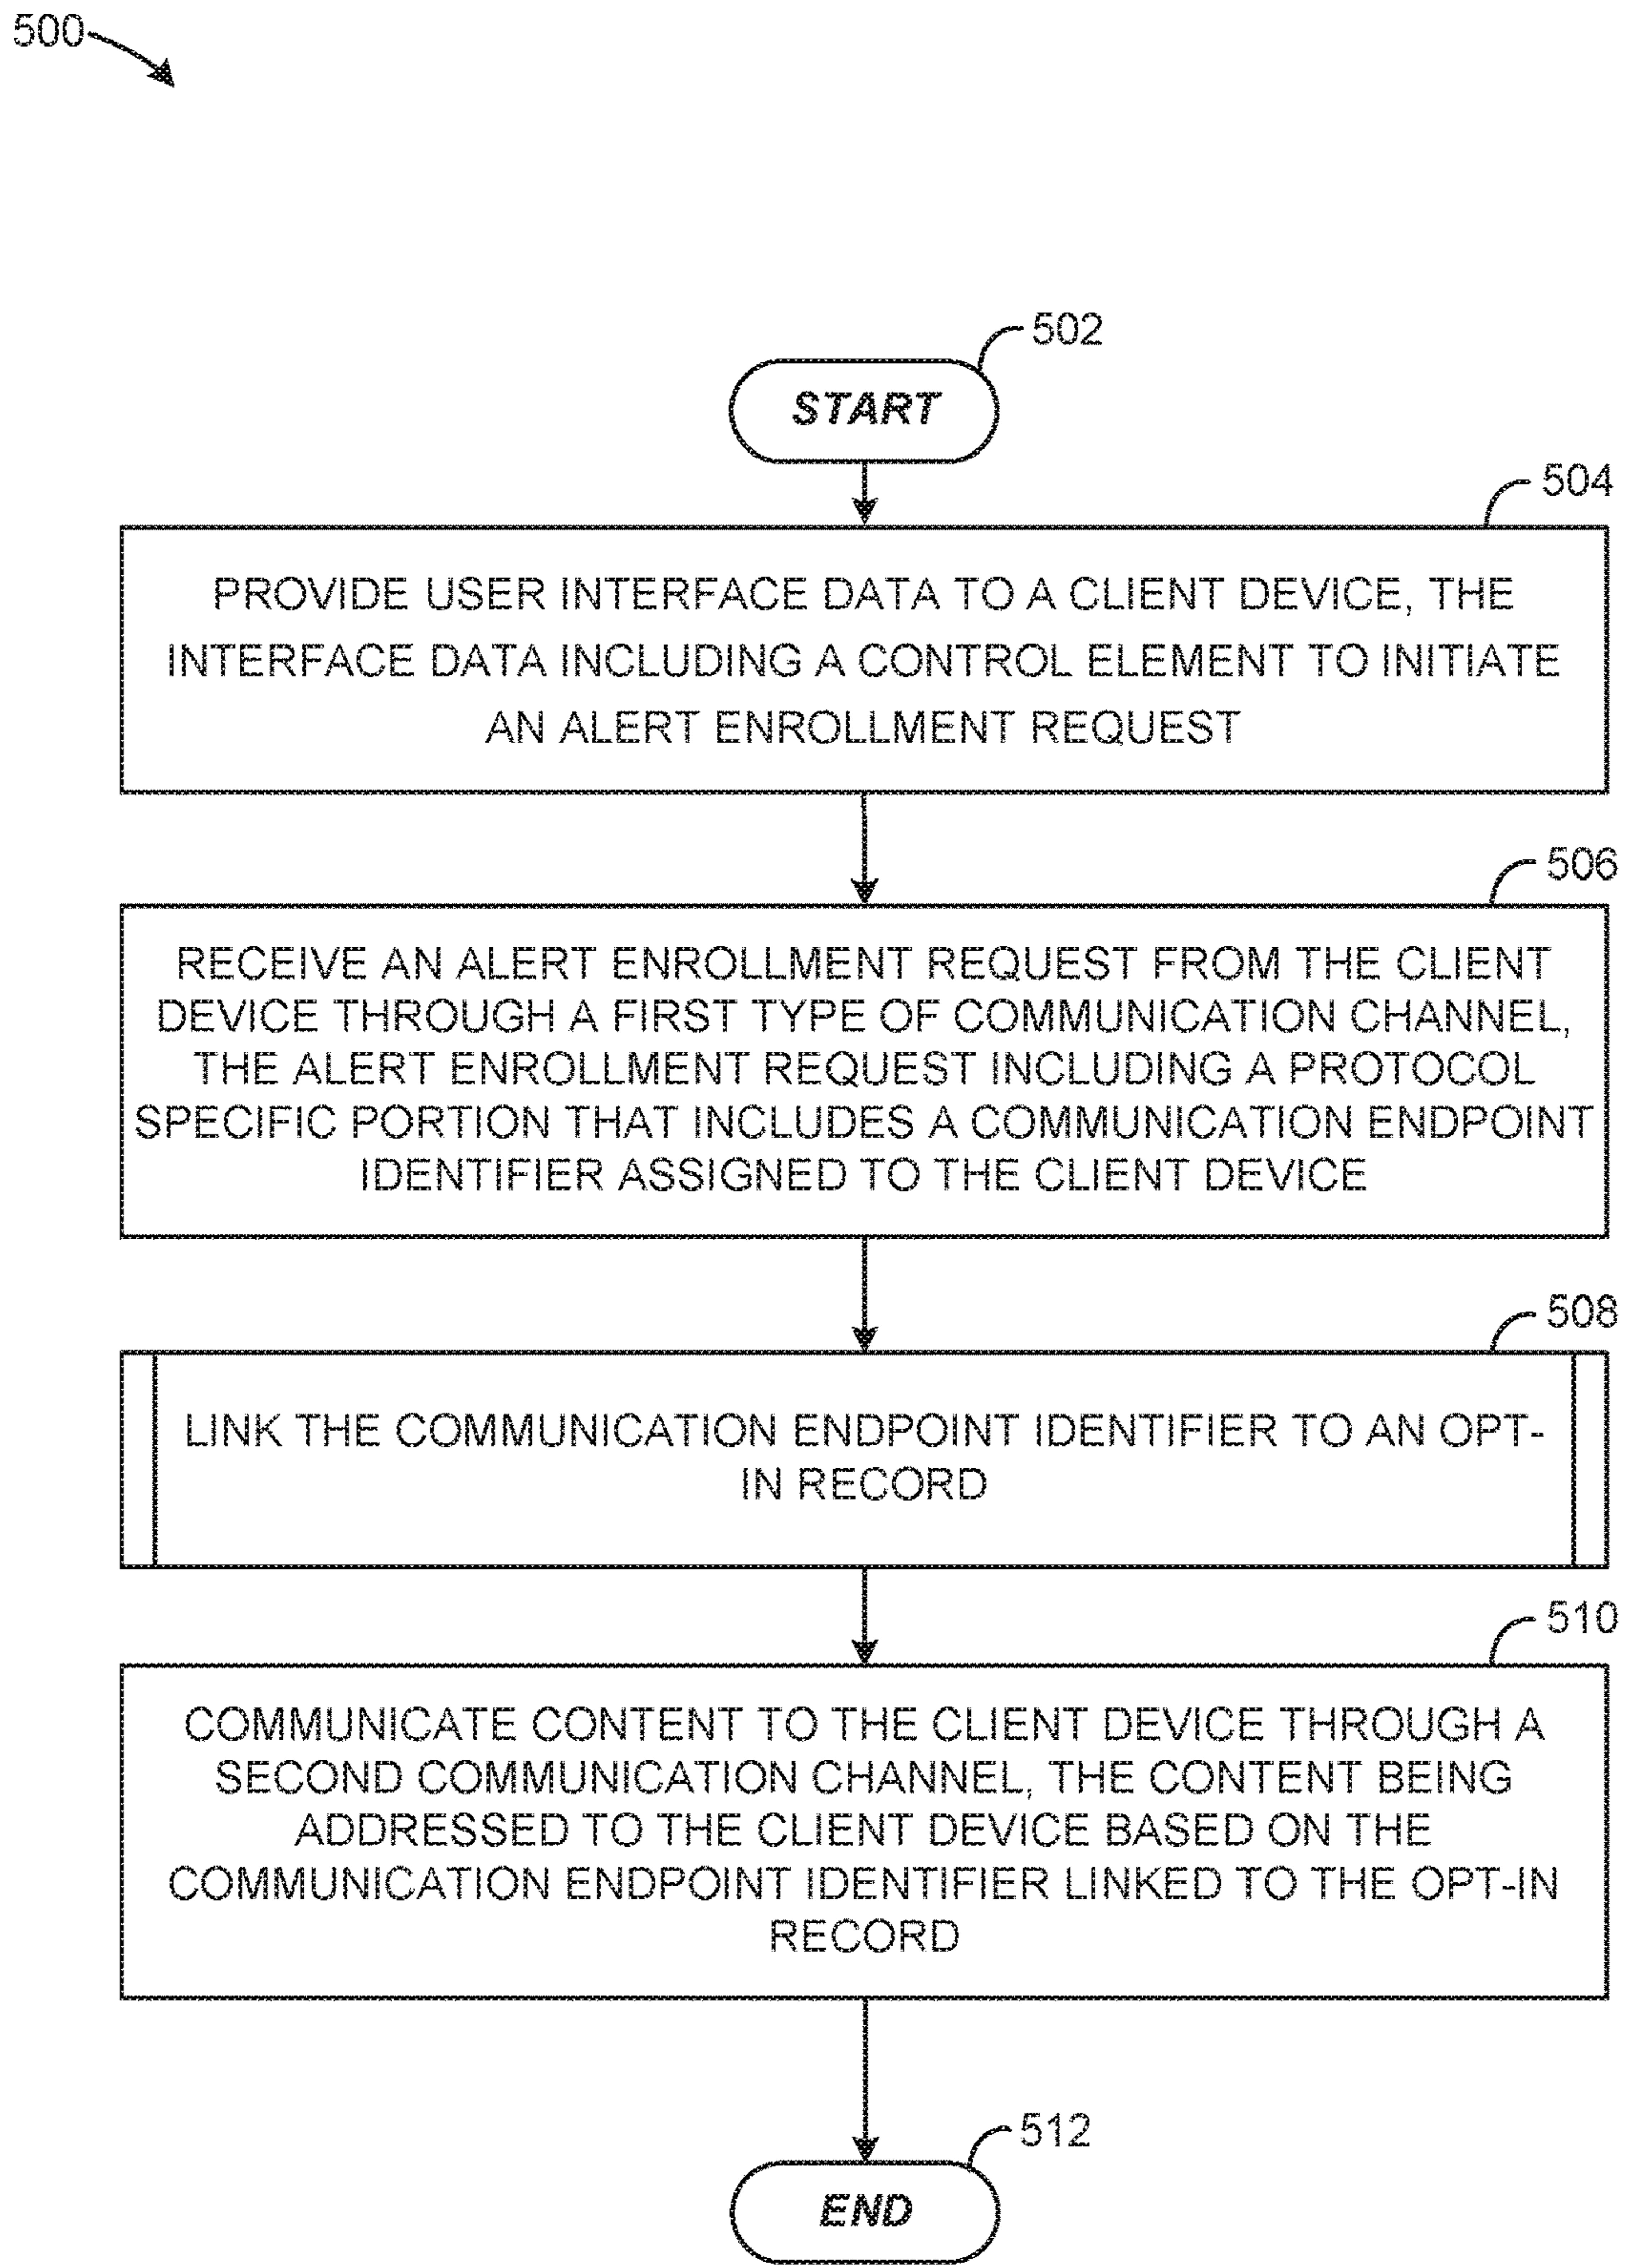 500
502
START
504
PROVIDE USER INTERFACE DATA TO A CLIENT DEVICE, THE
INTERFACE DATA INCLUDING A CONTROL ELEMENT TO INITIATE
AN ALERT ENROLLMENT REQUEST
506
RECEIVE AN ALERT ENROLLMENT REQUEST FROM THE CLIENT
DEVICE THROUGH A FIRST TYPE OF COMMUNICATION CHANNEL,
THE ALERT ENROLLMENT REQUEST INCLUDING A PROTOCOL
SPECIFIC PORTION THAT INCLUDES A COMMUNICATION ENDPOINT
IDENTIFIER ASSIGNED TO THE CLIENT DEVICE
508
LINK THE COMMUNICATION ENDPOINT IDENTIFIER TO AN OPT-
IN RECORD
510
COMMUNICATE CONTENT TO THE CLIENT DEVICE THROUGH A
SECOND COMMUNICATION CHANNEL, THE CONTENT BEING
ADDRESSED TO THE CLIENT DEVICE BASED ON THE
COMMUNICATION ENDPOINT IDENTIFIER LINKED TO THE OPT-IN
RECORD
512
END